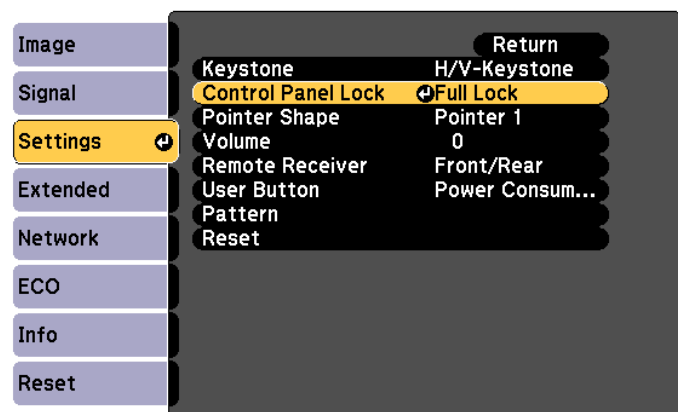 Image
Signal
Settings
Extended
Network
ECO
Info
Reset
Return
Keystone H/V-Keystone
Control Panel Lock Full Lock
Pointer Shape Pointer 1
Volume 0
Remote Receiver Front/Rear
User Button Power Consum...
Pattern
Reset